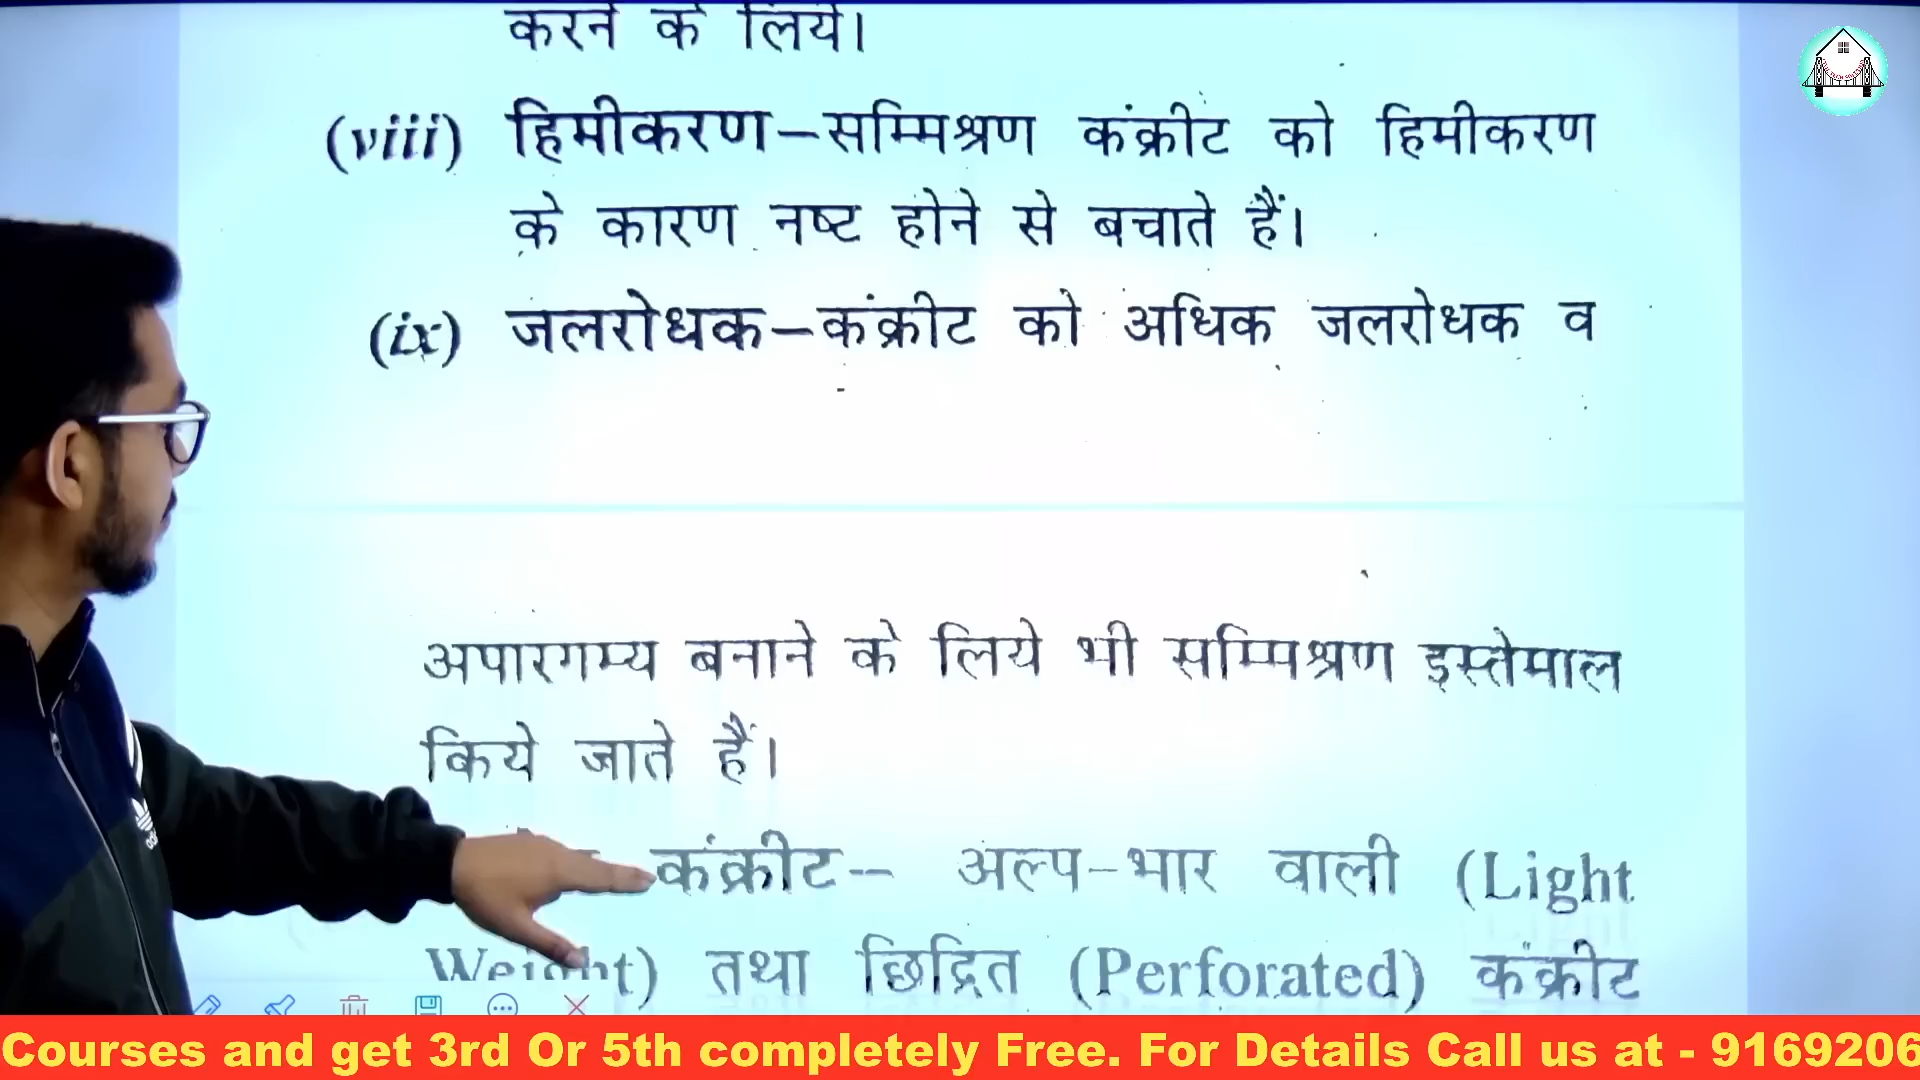 करने के लिये।
(viii) हिमीकरण–सम्मिश्रण कंक्रीट को हिमीकरण
के कारण नष्ट होने से बचाते हैं।
(ix) जलरोधक–कंक्रीट को अधिक जलरोधक व
अपारगम्य बनाने के लिये भी सम्मिश्रण इस्तेमाल
किये जाते हैं।
कंक्रीट– अल्प-भार वाली (Light
Weight) तथा छिद्रित (Perforated) कंक्रीट
Courses and get 3rd Or 5th completely Free. For Details Call us at - 9169206